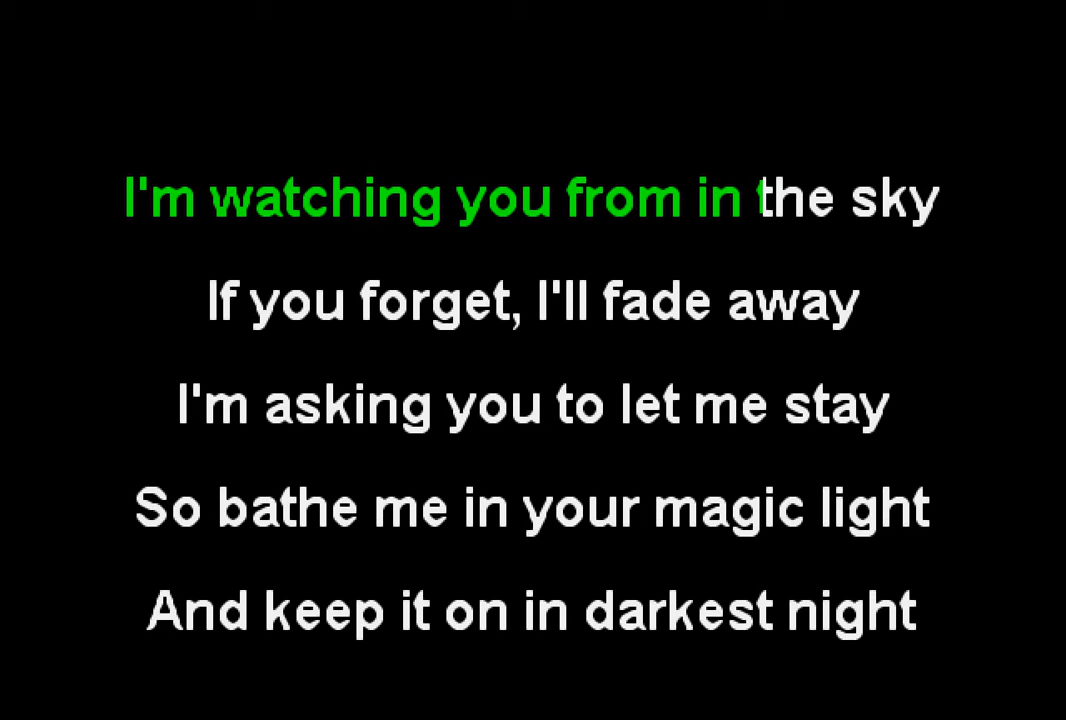 I'm watching you from in the sky
If you forget, I'll fade away
I'm asking you to let me stay
So bathe me in your magic light
And keep it on in darkest night